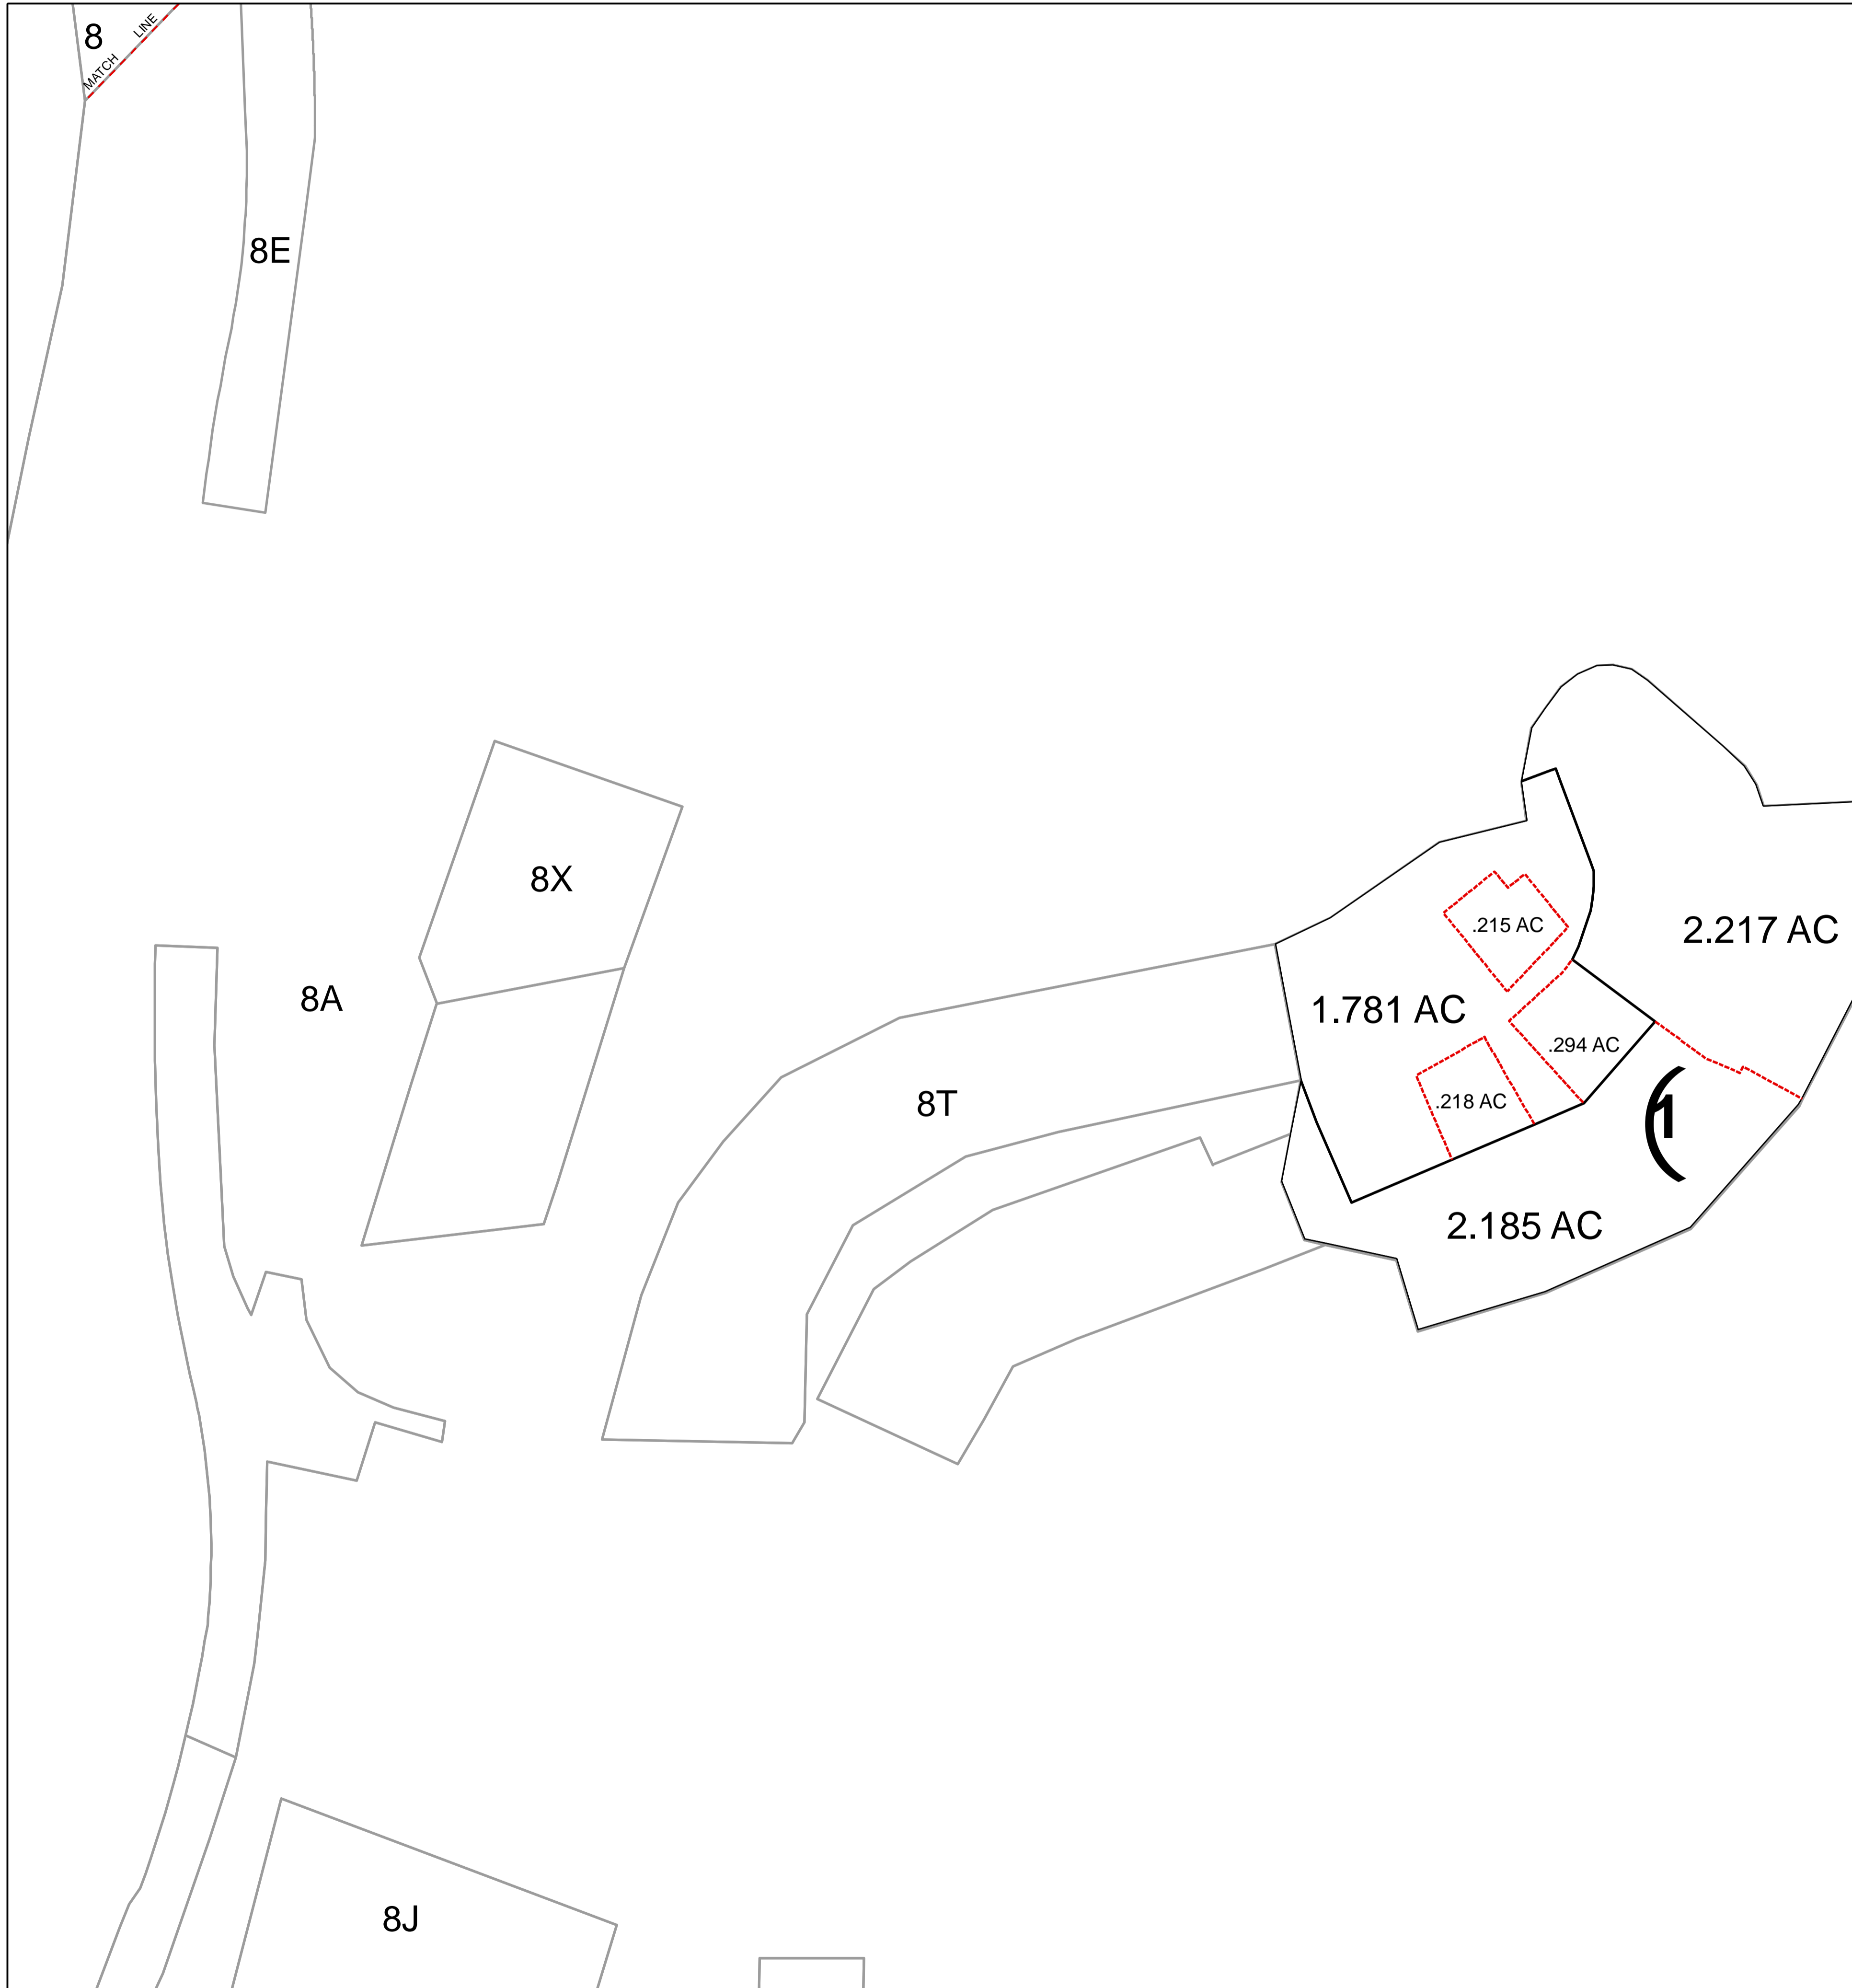 8
MATCH LINE
8E
8X
2.217 AC
.215 AC
8A
1.781 AC
.294 AC
8T
.218 AC
(1
2.185 AC
8J